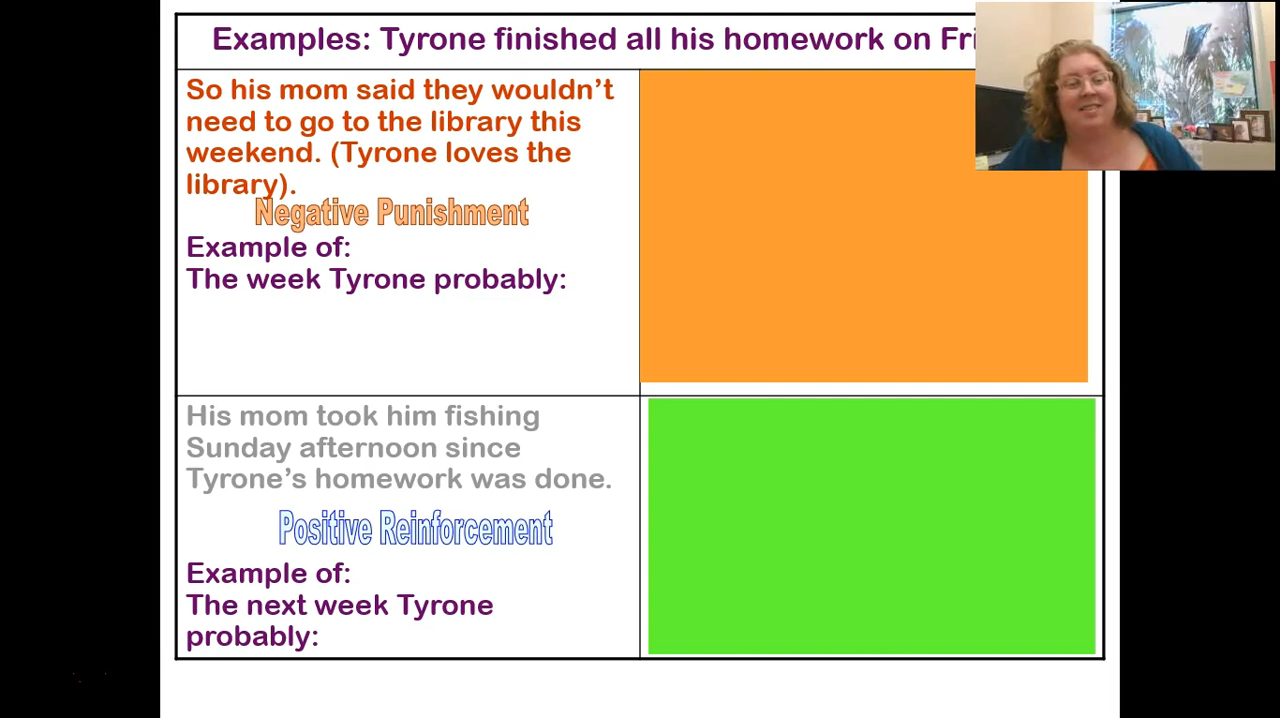 Examples: Tyrone finished all his homework on Fri
So his mom said they wouldn’t
need to go to the library this
weekend. (Tyrone loves the
library).
Negative Punishment
Example of:
The week Tyrone probably:
His mom took him fishing
Sunday afternoon since
Tyrone’s homework was done.
Positive Reinforcement
Example of:
The next week Tyrone
probably: